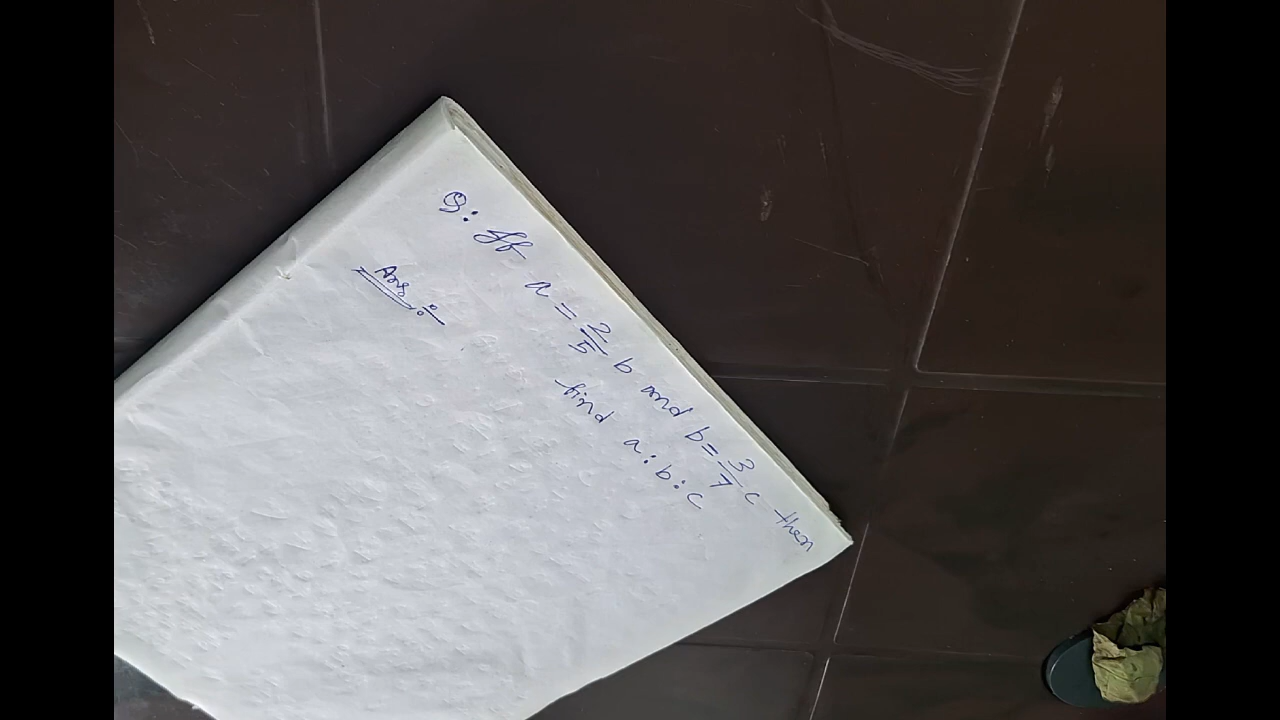 Q: If a = 2/5 b and b = 3/7 c then
find a : b : c
Ans :-